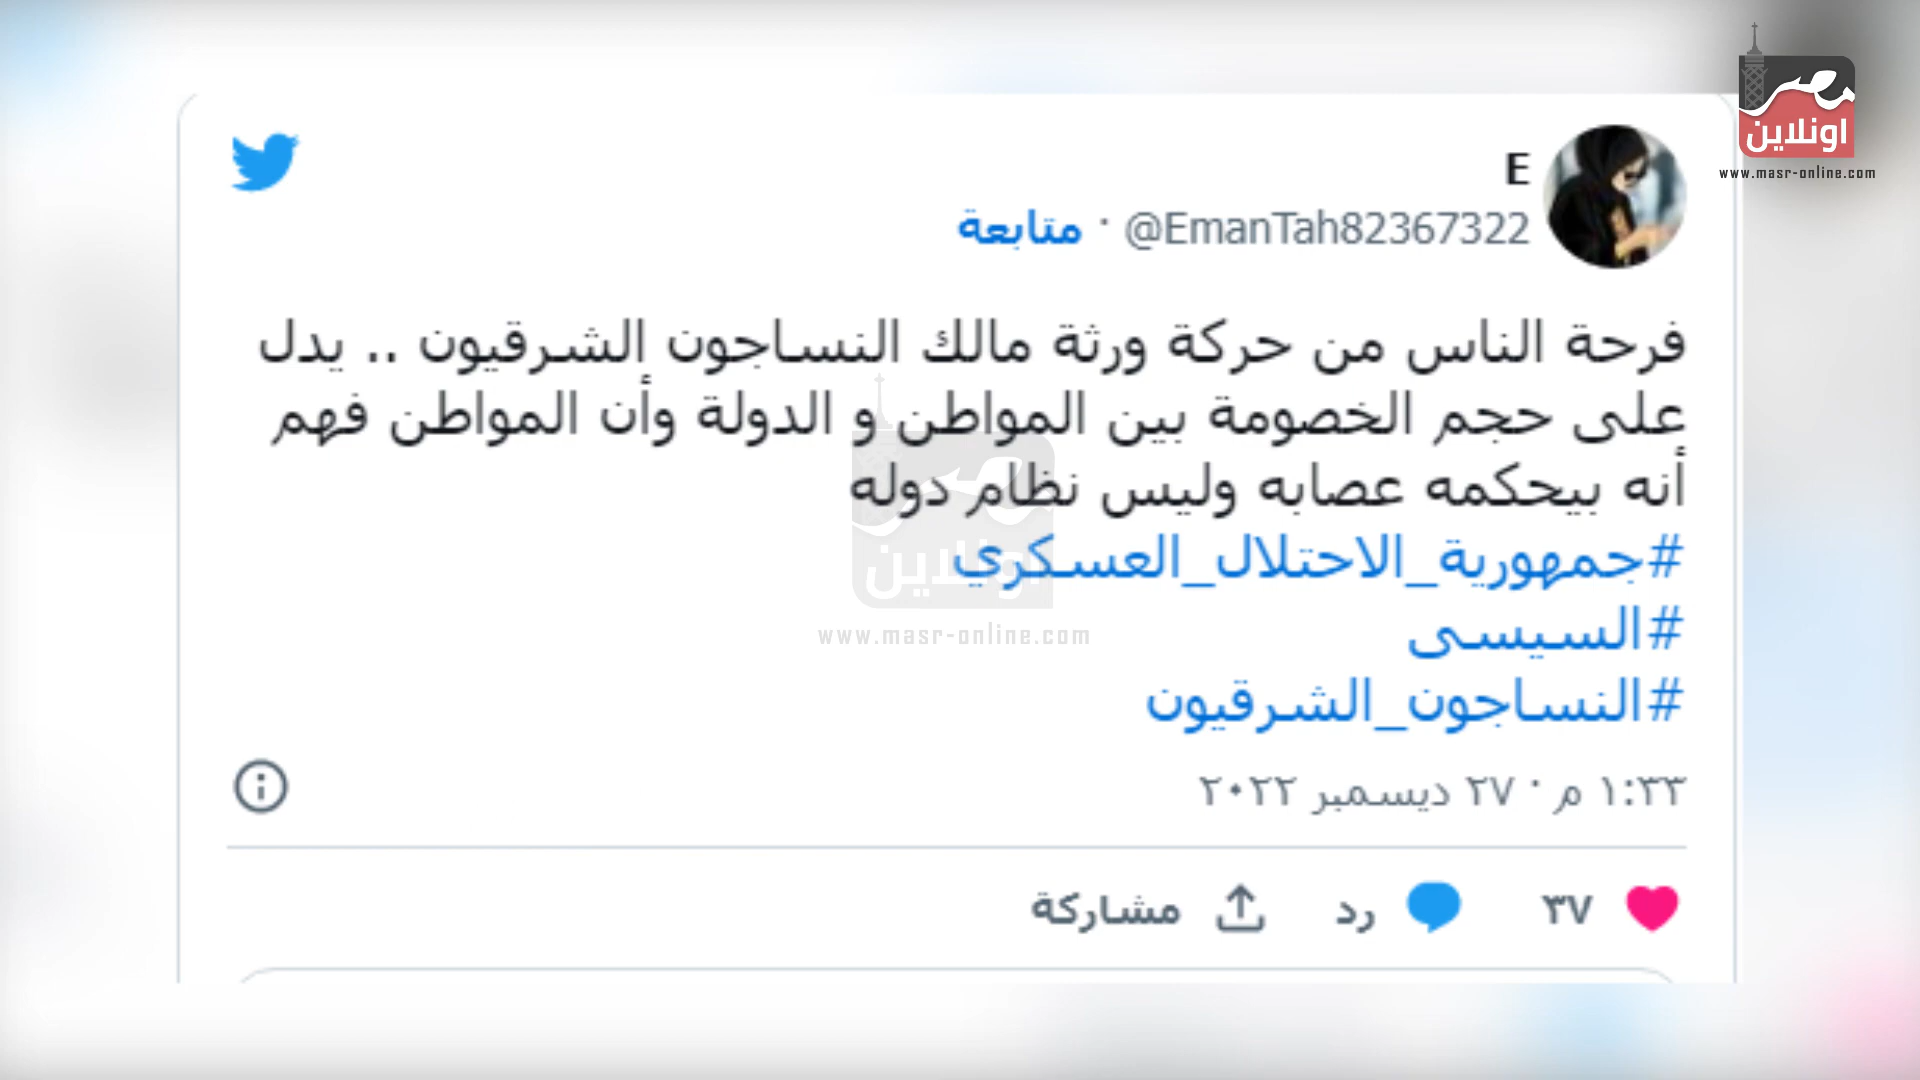 مصر
اونلاين
www.masr-online.com
E
@EmanTah82367322 · متابعة
فرحة الناس من حركة ورثة مالك النساجون الشرقيون .. يدل
على حجم الخصومة بين المواطن و الدولة وأن المواطن فهم
أنه بيحكمه عصابه وليس نظام دوله
#جمهورية_الاحتلال_العسكري
#السيسى
#النساجون_الشرقيون
١:٣٣ م · ٢٧ ديسمبر ٢٠٢٢
٣٧ رد مشاركة
اونلاين
www.masr-online.com